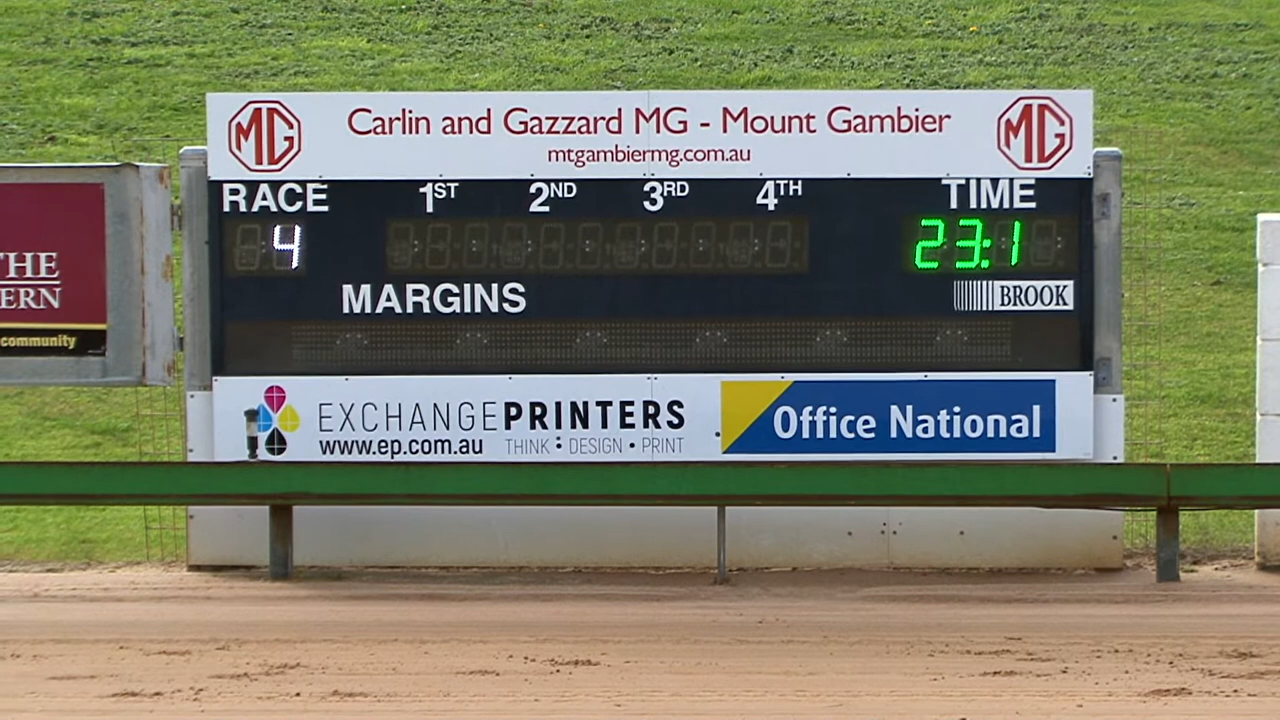 MG Carlin and Gazzard MG - Mount Gambier MG
mtgambiermg.com.au
RACE 1ST 2ND 3RD 4TH TIME
4 23:1
MARGINS
BROOK
THE
ERN
community
EXCHANGEPRINTERS
www.ep.com.au THINK : DESIGN • PRINT
Office National